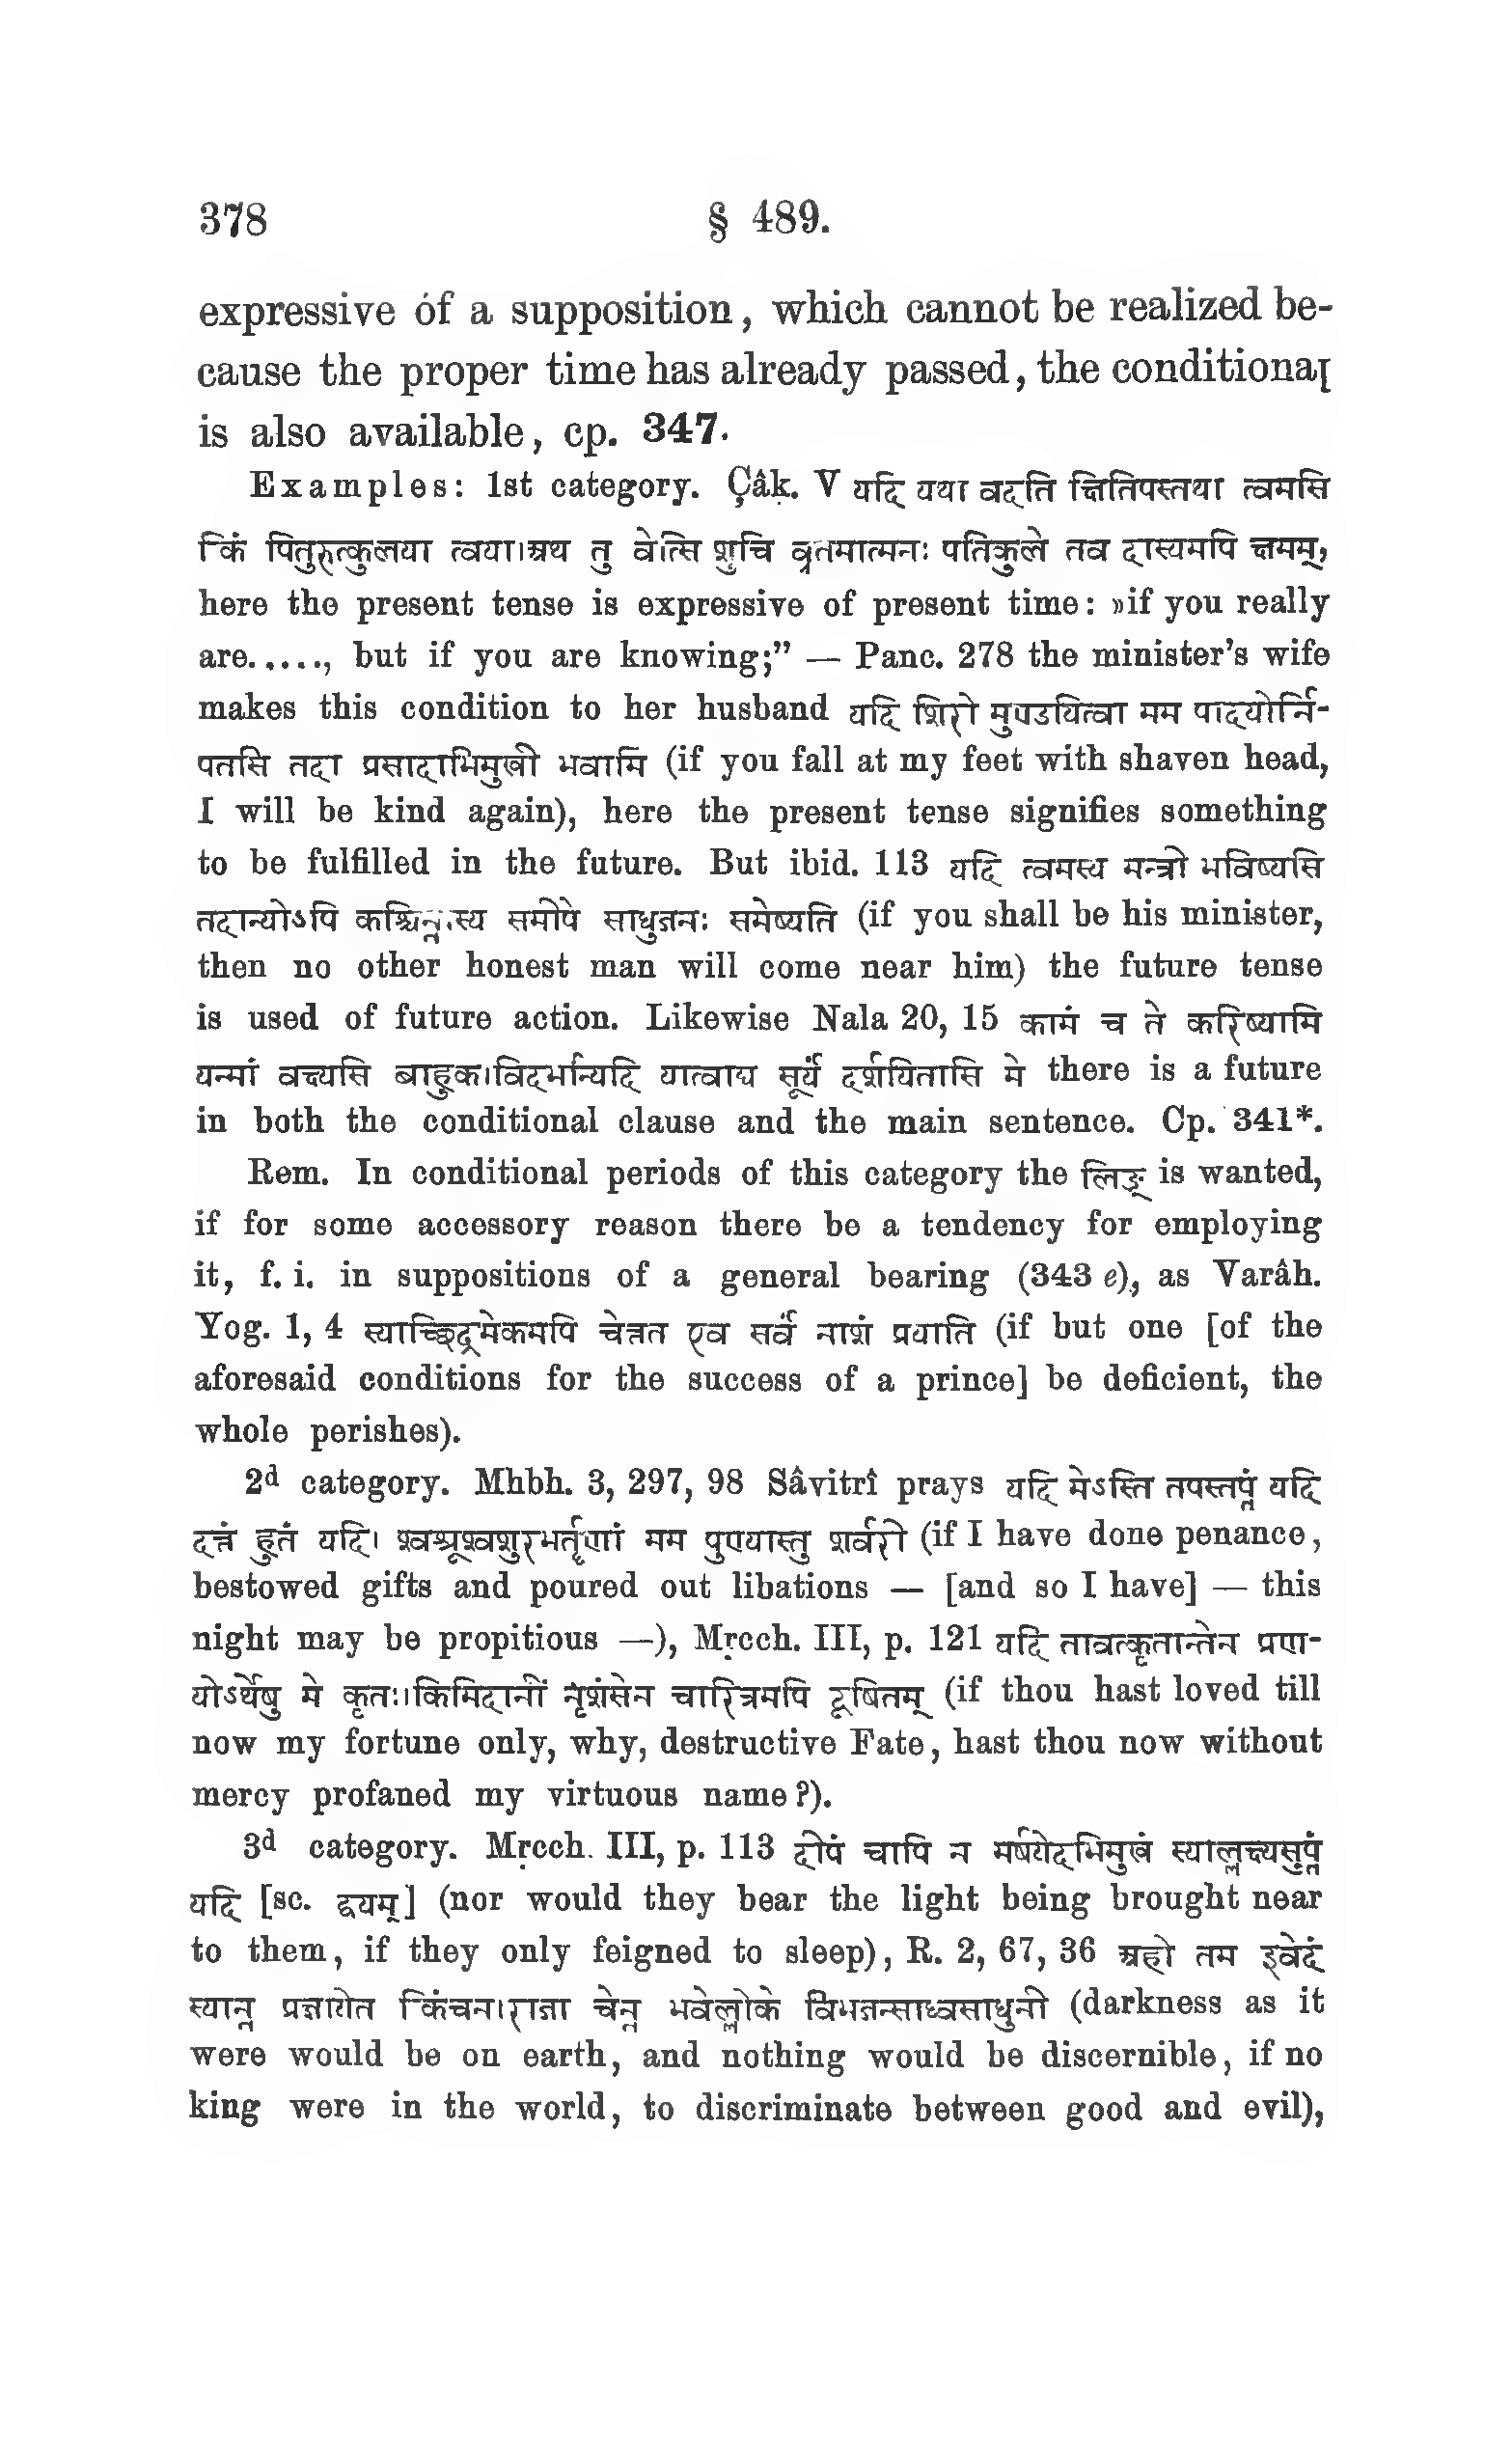 378 § 489.
expressive of a supposition, which cannot be realized be-
cause the proper time has already passed, the conditional
is also available, cp. 347.
Examples: 1st category. Çâk. V यदि यथा वदति क्षितिपस्तथा त्वमसि
किं पितुरुत्कुलया त्वया।अथ तु वेत्सि शुचि व्रतमात्मनः पतिकुले तव दास्यमपि क्षमम्,
here the present tense is expressive of present time: »if you really
are....., but if you are knowing;” — Panc. 278 the minister’s wife
makes this condition to her husband यदि शिरो मुण्डयित्वा मम पादयोर्नि-
पतसि तदा प्रसादाभिमुखी भवामि (if you fall at my feet with shaven head,
I will be kind again), here the present tense signifies something
to be fulfilled in the future. But ibid. 113 यदि त्वमस्य मन्त्री भविष्यसि
तदान्योऽपि कश्चिन्नास्य समीपे साधुजनः समेष्यति (if you shall be his minister,
then no other honest man will come near him) the future tense
is used of future action. Likewise Nala 20, 15 कामं च ते करिष्यामि
यन्मां वक्ष्यसि बाहुक।विदर्भान्यदि यात्वाद्य सूर्यं दर्शयितासि मे there is a future
in both the conditional clause and the main sentence. Cp. 341*.
Rem. In conditional periods of this category the लिङ् is wanted,
if for some accessory reason there be a tendency for employing
it, f. i. in suppositions of a general bearing (343 e), as Varâh.
Yog. 1, 4 स्याच्छिद्रमेकमपि चेत्तत एव सर्वं नाशं प्रयाति (if but one [of the
aforesaid conditions for the success of a prince] be deficient, the
whole perishes).
2d category. Mhbh. 3, 297, 98 Sâvitrî prays यदि मेऽस्ति तपस्तप्तं यदि
दत्तं हुतं यदि। श्वश्रूश्वशुरभर्तॄणां मम पुण्यास्तु शर्वरी (if I have done penance,
bestowed gifts and poured out libations — [and so I have] — this
night may be propitious —), Mṛcch. III, p. 121 यदि तावत्कृतान्तेन प्रण-
योऽर्थेषु मे कृतः।किमिदानीं नृशंसेन चारित्रमपि दूषितम् (if thou hast loved till
now my fortune only, why, destructive Fate, hast thou now without
mercy profaned my virtuous name?).
3d category. Mṛcch. III, p. 113 दीपं चापि न मर्षयेदभिमुखं स्याल्लक्ष्यसुप्तं
यदि [sc. द्वयम्] (nor would they bear the light being brought near
to them, if they only feigned to sleep), R. 2, 67, 36 अहो तम इवेदं
स्यान्न प्रज्ञायेत किंचन।राजा चेन्न भवेल्लोके विभजन्साध्वसाधुनी (darkness as it
were would be on earth, and nothing would be discernible, if no
king were in the world, to discriminate between good and evil),